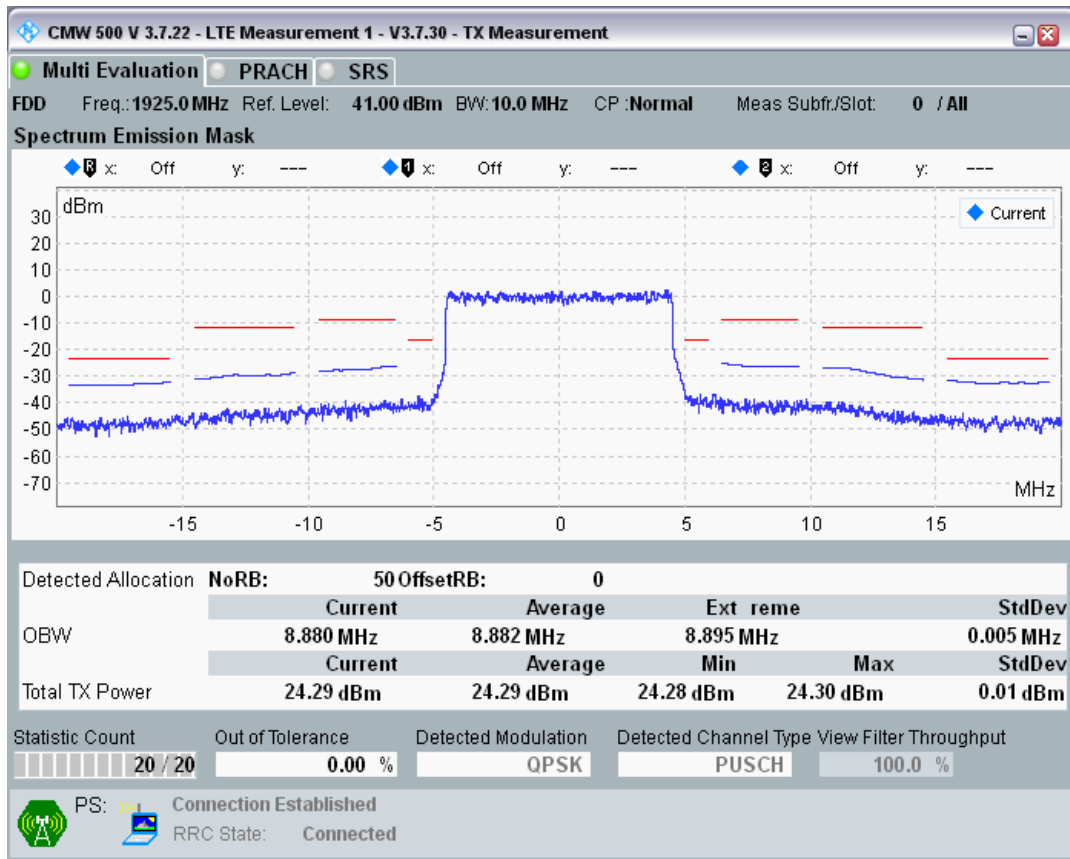 CMW 500 V 3.7.22 - LTE Measurement 1 - V3.7.30 - TX Measurement
Multi Evaluation PRACH SRS
FDD Freq.: 1925.0 MHz Ref. Level: 41.00 dBm BW: 10.0 MHz CP :Normal Meas Subfr./Slot: 0 / All
Spectrum Emission Mask
R x: Off y: --- 1 x: Off y: --- 2 x: Off y: ---
dBm
Current
30
20
10
0
-10
-20
-30
-40
-50
-60
-70
MHz
-15 -10 -5 0 5 10 15
Detected Allocation NoRB: 50 OffsetRB: 0
Current Average Ext reme StdDev
OBW 8.880 MHz 8.882 MHz 8.895 MHz 0.005 MHz
Current Average Min Max StdDev
Total TX Power 24.29 dBm 24.29 dBm 24.28 dBm 24.30 dBm 0.01 dBm
Statistic Count Out of Tolerance Detected Modulation Detected Channel Type View Filter Throughput
20 / 20 0.00 % QPSK PUSCH 100.0 %
PS: Connection Established
RRC State: Connected